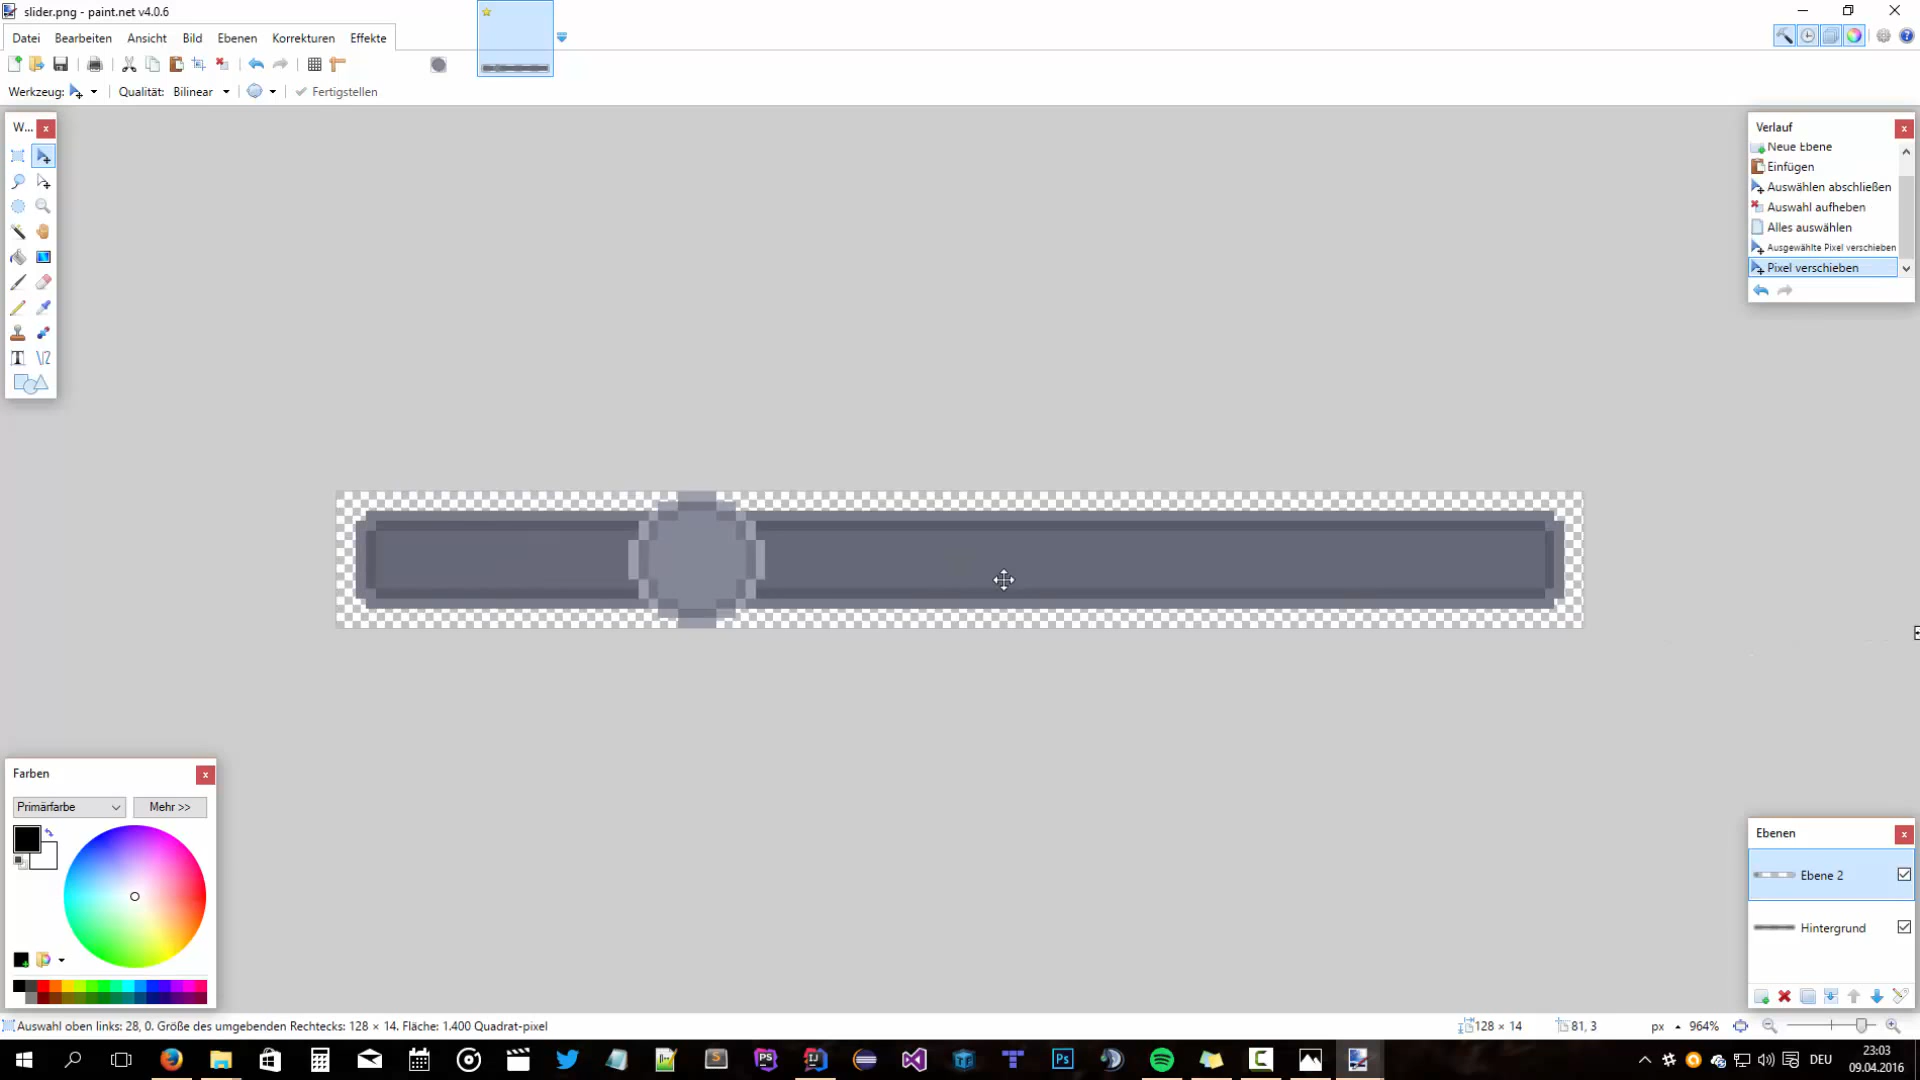 slider.png - paint.net v4.0.6
Datei Bearbeiten Ansicht Bild Ebenen Korrekturen Effekte
Werkzeug: Qualität: Bilinear Fertigstellen
W...
Verlauf
Neue Ebene
Einfügen
Auswählen abschließen
Auswahl aufheben
Alles auswählen
Ausgewählte Pixel verschieben
Pixel verschieben
Farben
Primärfarbe Mehr >>
Ebenen
Ebene 2
Hintergrund
Auswahl oben links: 28, 0. Größe des umgebenden Rechtecks: 128 × 14. Fläche: 1.400 Quadrat-pixel
128 × 14 81, 3 px 964%
DEU
23:03
09.04.2016